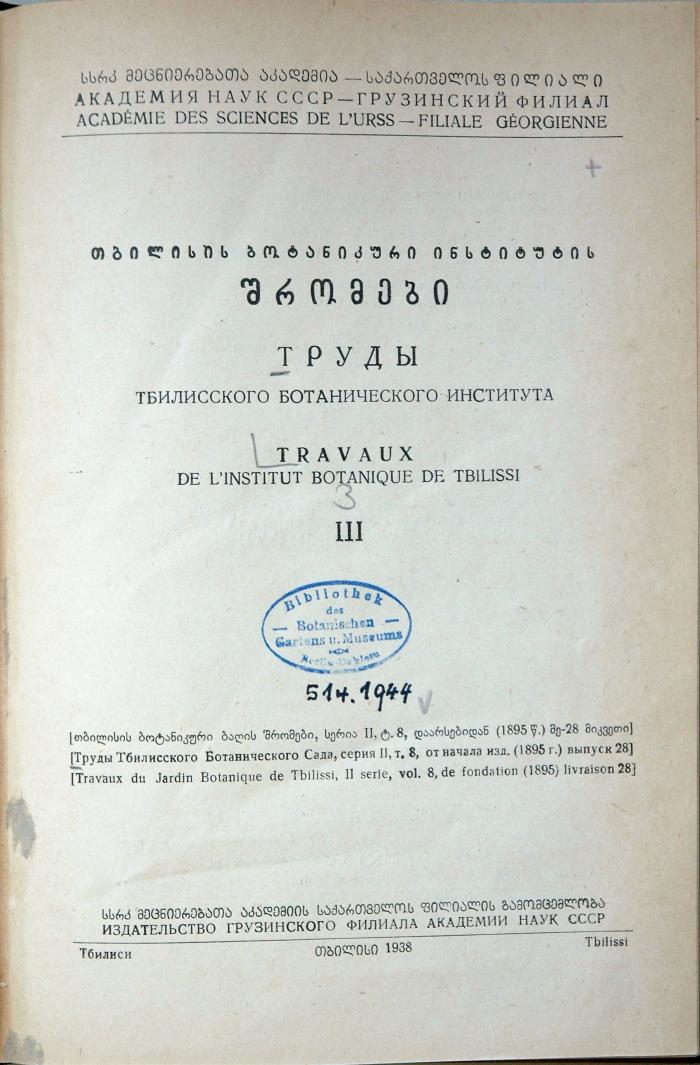 სსრკ მეცნიერებათა აკადემია — საქართველოს ფილიალი
АКАДЕМИЯ НАУК СССР—ГРУЗИНСКИЙ ФИЛИАЛ
ACADÉMIE DES SCIENCES DE L'URSS — FILIALE GÉORGIENNE
+
თბილისის ბოტანიკური ინსტიტუტის
შრომები
ТРУДЫ
ТБИЛИССКОГО БОТАНИЧЕСКОГО ИНСТИТУТА
TRAVAUX
DE L'INSTITUT BOTANIQUE DE TBILISSI
3
III
Bibliothek
des
— Botanischen —
Gartens u. Museums
Berlin-Dahlem
514.1944
[თბილისის ბოტანიკური ბაღის შრომები, სერია II, ტ. 8, დაარსებიდან (1895 წ.) მე-28 მიკვეთი]
[Труды Тбилисского Ботанического Сада, серия II, т. 8, от начала изд. (1895 г.) выпуск 28]
[Travaux du Jardin Botanique de Tbilissi, II serie, vol. 8, de fondation (1895) livraison 28]
სსრკ მეცნიერებათა აკადემიის საქართველოს ფილიალის გამომცემლობა
ИЗДАТЕЛЬСТВО ГРУЗИНСКОГО ФИЛИАЛА АКАДЕМИИ НАУК СССР
Тбилиси თბილისი 1938 Tbilissi